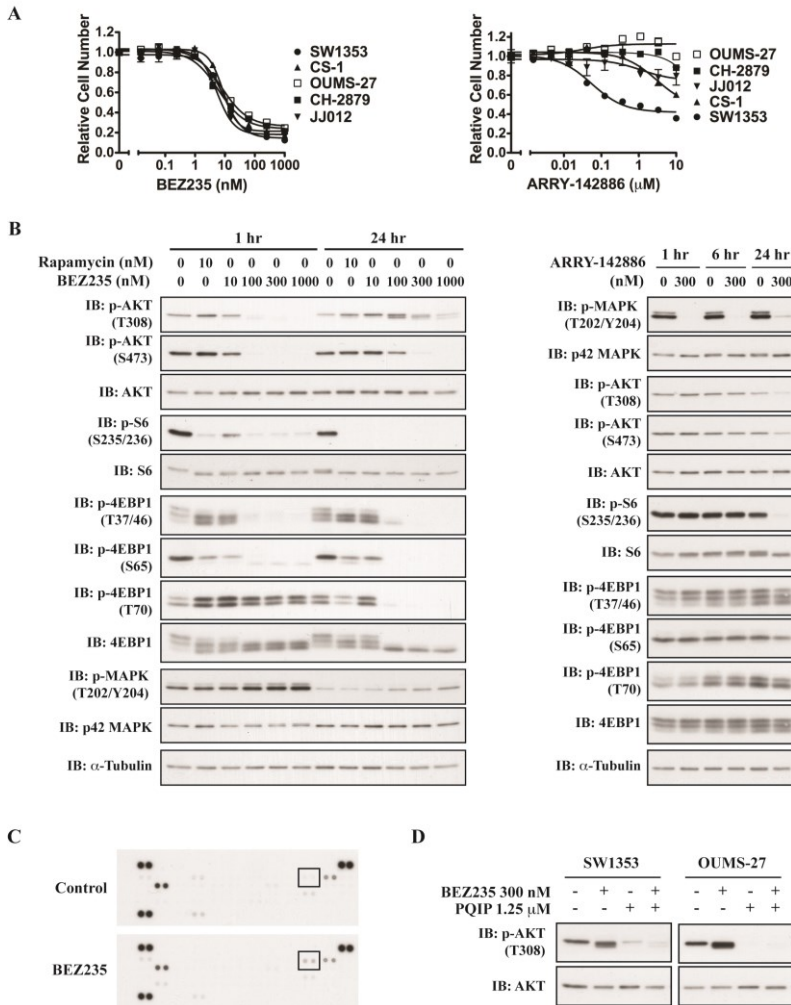 A
Relative Cell Number
1.2
1.0
0.8
0.6
0.4
0.2
0.0
0 0.1 1 10 100 1000
BEZ235 (nM)
SW1353
CS-1
OUMS-27
CH-2879
JJ012
Relative Cell Number
1.2
1.0
0.8
0.6
0.4
0.2
0.0
0 0.01 0.1 1 10
ARRY-142886 (μM)
OUMS-27
CH-2879
JJ012
CS-1
SW1353
B
1 hr 24 hr
Rapamycin (nM) 0 10 0 0 0 0 0 10 0 0 0 0
BEZ235 (nM) 0 0 10 100 300 1000 0 0 10 100 300 1000
IB: p-AKT
(T308)
IB: p-AKT
(S473)
IB: AKT
IB: p-S6
(S235/236)
IB: S6
IB: p-4EBP1
(T37/46)
IB: p-4EBP1
(S65)
IB: p-4EBP1
(T70)
IB: 4EBP1
IB: p-MAPK
(T202/Y204)
IB: p42 MAPK
IB: α-Tubulin
ARRY-142886 1 hr 6 hr 24 hr
(nM) 0 300 0 300 0 300
IB: p-MAPK
(T202/Y204)
IB: p42 MAPK
IB: p-AKT
(T308)
IB: p-AKT
(S473)
IB: AKT
IB: p-S6
(S235/236)
IB: S6
IB: p-4EBP1
(T37/46)
IB: p-4EBP1
(S65)
IB: p-4EBP1
(T70)
IB: 4EBP1
IB: α-Tubulin
C
Control
BEZ235
D
SW1353 OUMS-27
BEZ235 300 nM - + - + - + - +
PQIP 1.25 μM - - + + - - + +
IB: p-AKT
(T308)
IB: AKT